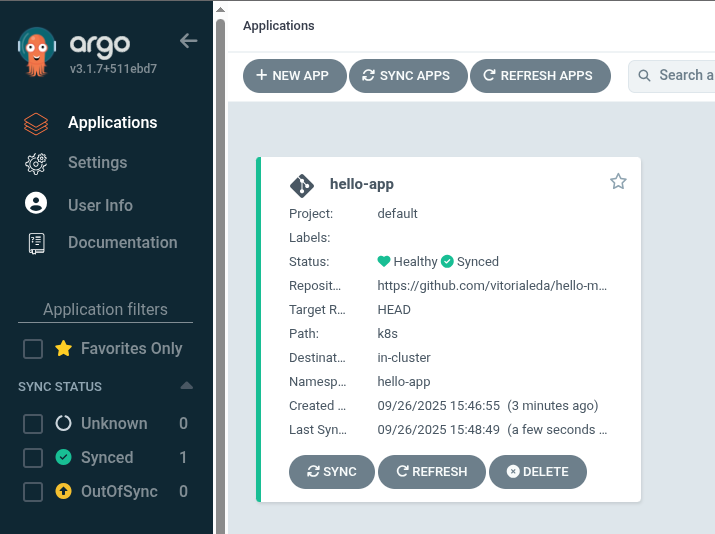 argo
v3.1.7+511ebd7
Applications
Settings
User Info
Documentation
Application filters
Favorites Only
SYNC STATUS
Unknown 0
Synced 1
OutOfSync 0
Applications
NEW APP SYNC APPS REFRESH APPS Search a
hello-app
Project: default
Labels:
Status: Healthy Synced
Reposit... https://github.com/vitorialeda/hello-m...
Target R... HEAD
Path: k8s
Destinat... in-cluster
Namesp... hello-app
Created ... 09/26/2025 15:46:55 (3 minutes ago)
Last Syn... 09/26/2025 15:48:49 (a few seconds ...
SYNC REFRESH DELETE